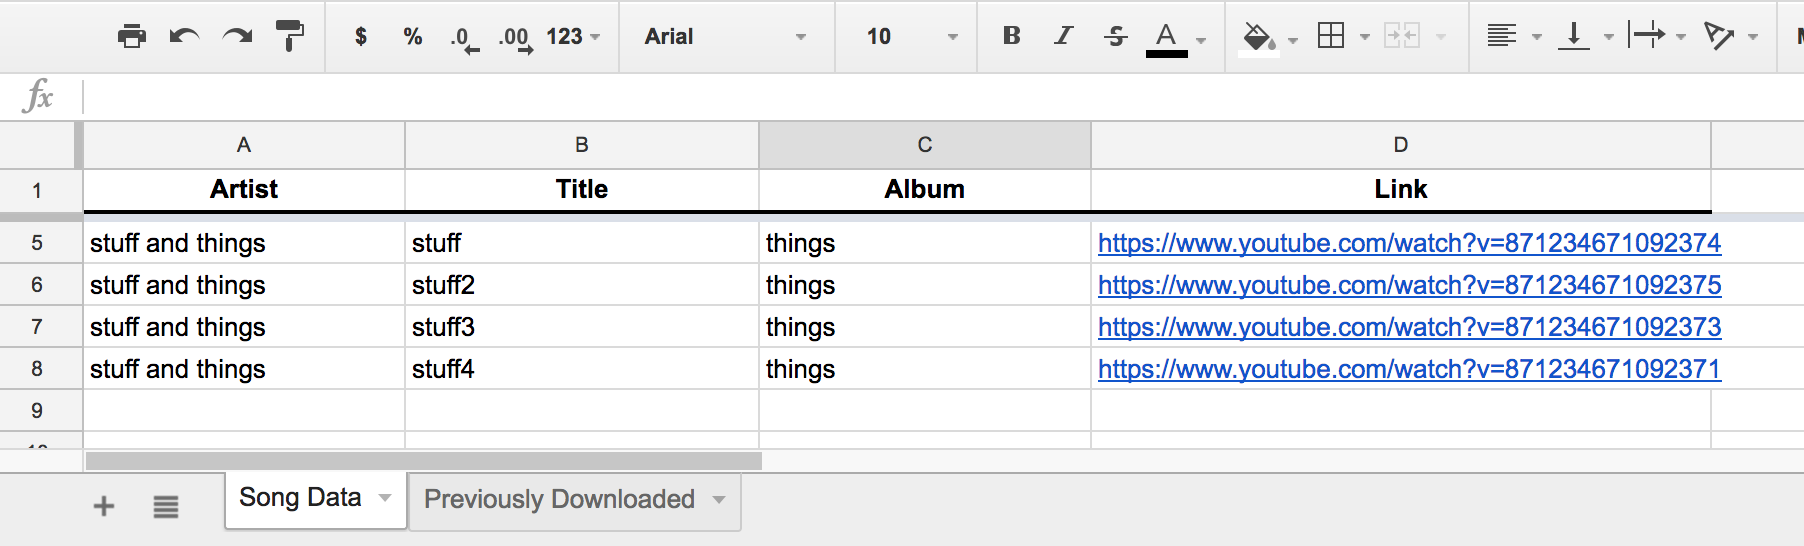 $ % .0 .00 123 Arial 10 B I S A
fx
A B C D
1 Artist Title Album Link
5 stuff and things stuff things https://www.youtube.com/watch?v=871234671092374
6 stuff and things stuff2 things https://www.youtube.com/watch?v=871234671092375
7 stuff and things stuff3 things https://www.youtube.com/watch?v=871234671092373
8 stuff and things stuff4 things https://www.youtube.com/watch?v=871234671092371
9
Song Data Previously Downloaded